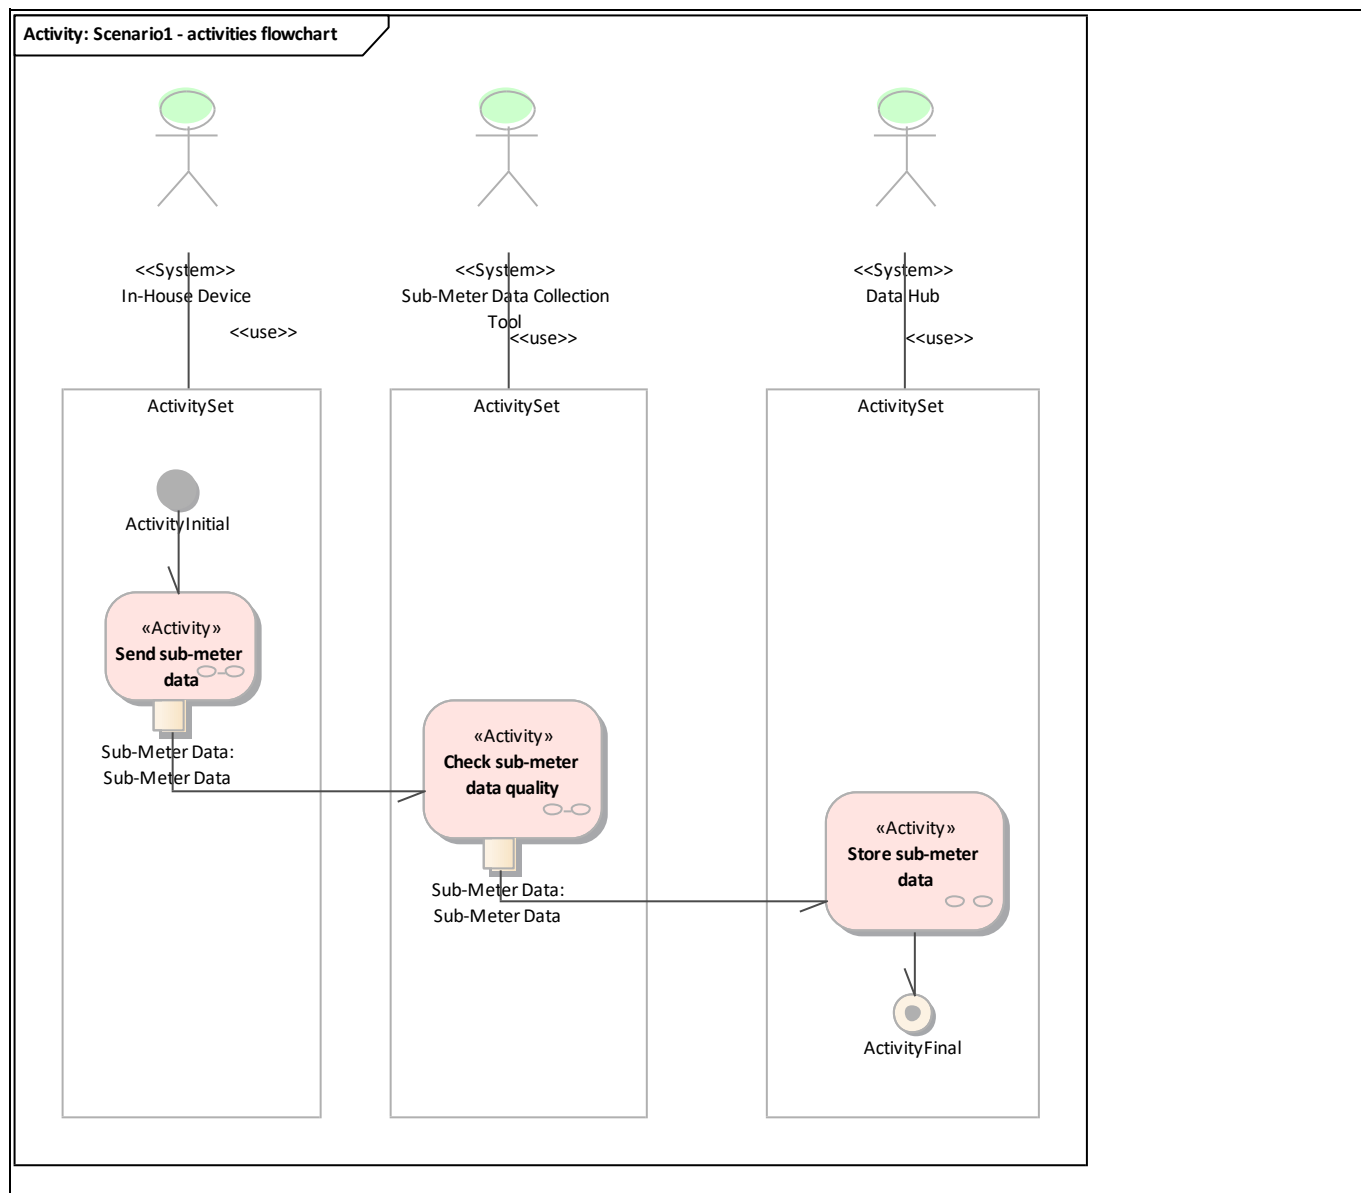 Activity: Scenario1 - activities flowchart
<<System>>
In-House Device
<<use>>
<<System>>
Sub-Meter Data Collection
Tool
<<use>>
<<System>>
Data Hub
<<use>>
ActivitySet
ActivitySet
ActivitySet
ActivityInitial
«Activity»
Send sub-meter
data
Sub-Meter Data:
Sub-Meter Data
«Activity»
Check sub-meter
data quality
Sub-Meter Data:
Sub-Meter Data
«Activity»
Store sub-meter
data
ActivityFinal